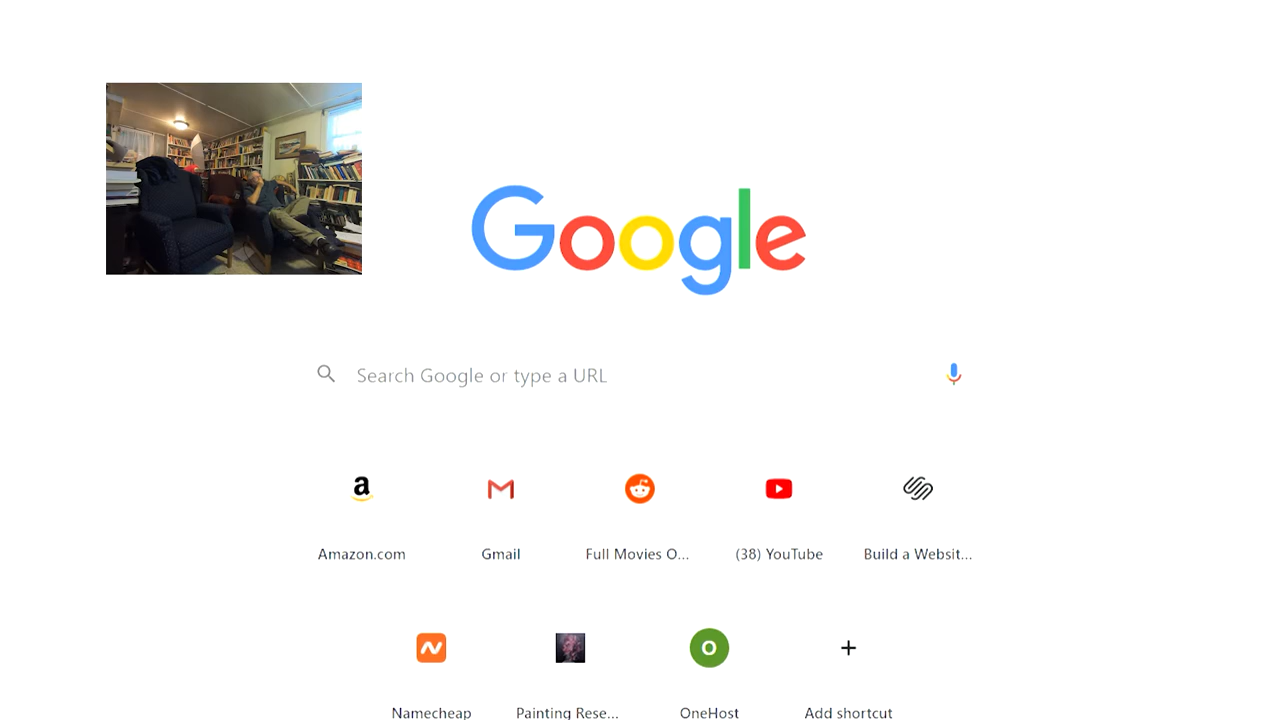 Google
Search Google or type a URL
Amazon.com
Gmail
Full Movies O...
(38) YouTube
Build a Websit...
Namecheap
Painting Rese...
OneHost
Add shortcut